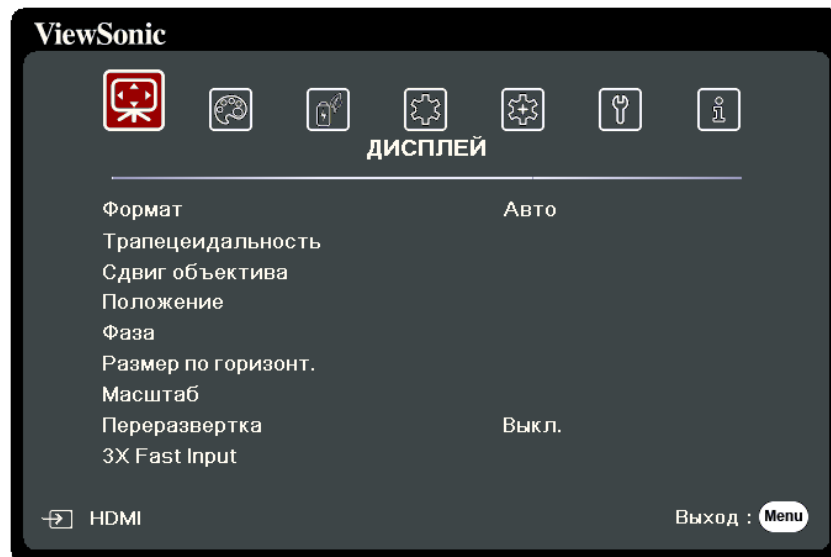 ViewSonic
ДИСПЛЕЙ
Формат Авто
Трапецеидальность
Сдвиг объектива
Положение
Фаза
Размер по горизонт.
Масштаб
Переразвертка Выкл.
3X Fast Input
HDMI Выход : Menu